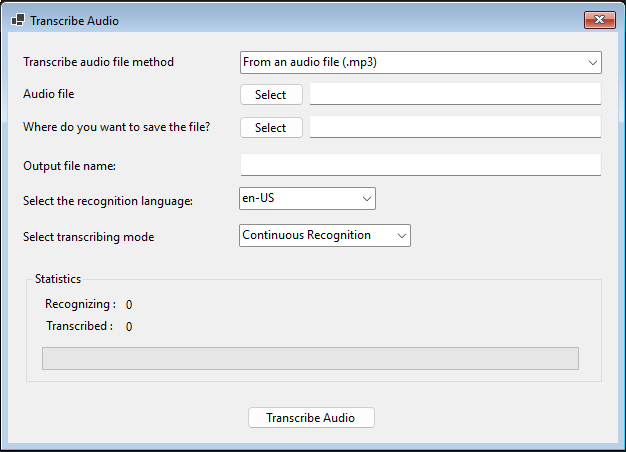 Transcribe Audio
Transcribe audio file method From an audio file (.mp3)
Audio file Select
Where do you want to save the file? Select
Output file name:
Select the recognition language: en-US
Select transcribing mode Continuous Recognition
Statistics
Recognizing : 0
Transcribed : 0
Transcribe Audio